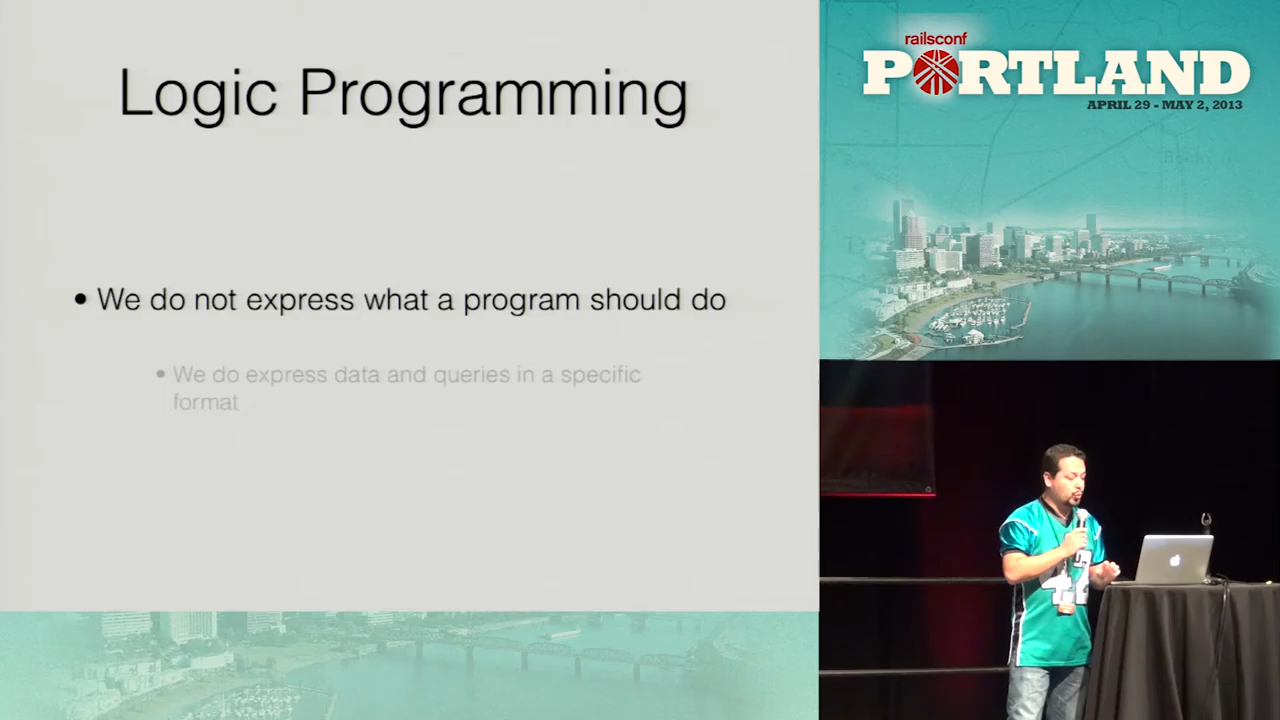 Logic Programming
• We do not express what a program should do
• We do express data and queries in a specific
format
railsconf
PORTLAND
APRIL 29 - MAY 2, 2013
42